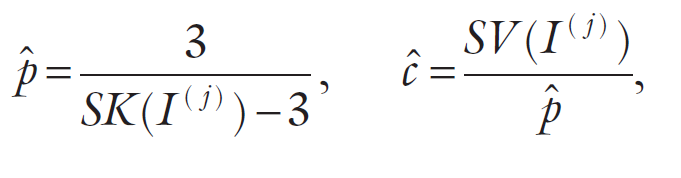 p̂ = 3 / (SK(I^(j)) − 3), ĉ = SV(I^(j)) / p̂,